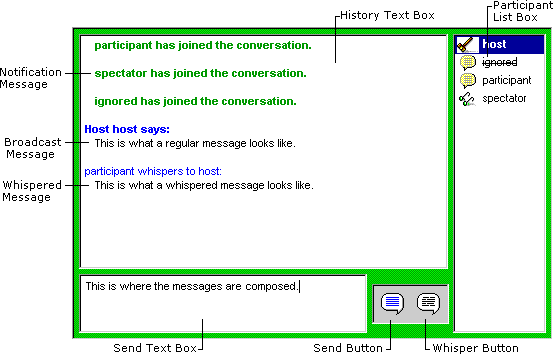 History Text Box
Participant
List Box
participant has joined the conversation.
host
Notification
Message
spectator has joined the conversation.
ignored
participant
ignored has joined the conversation.
spectator
Host host says:
Broadcast
Message
This is what a regular message looks like.
participant whispers to host:
Whispered
Message
This is what a whispered message looks like.
This is where the messages are composed.
Send Text Box
Send Button
Whisper Button